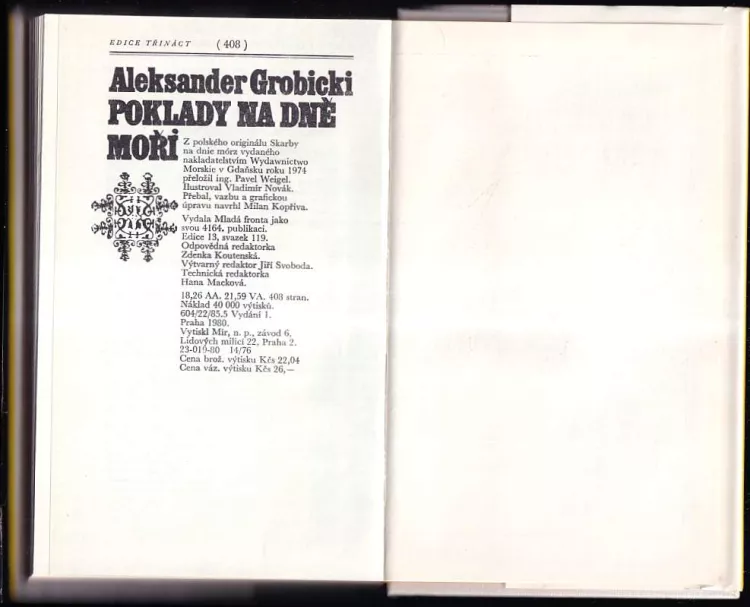 EDICE TŘINÁCT (408)
Aleksander Grobicki
POKLADY NA DNĚ
MOŘÍ
Z polského originálu Skarby
na dnie mórz vydaného
nakladatelstvím Wydawnictwo
Morskie v Gdaňsku roku 1974
přeložil ing. Pavel Weigel.
Ilustroval Vladimír Novák.
Přebal, vazbu a grafickou
úpravu navrhl Milan Kopřiva.
Vydala Mladá fronta jako
svou 4164. publikaci.
Edice 13, svazek 119.
Odpovědná redaktorka
Zdenka Koutenská.
Výtvarný redaktor Jiří Svoboda.
Technická redaktorka
Hana Macková.
18,26 AA. 21,59 VA. 408 stran.
Náklad 40 000 výtisků.
604/22/85.5 Vydání 1.
Praha 1980.
Vytiskl Mír, n. p., závod 6,
Lidových milicí 22, Praha 2.
23-019-80 14/76
Cena brož. výtisku Kčs 22,04
Cena váz. výtisku Kčs 26,—